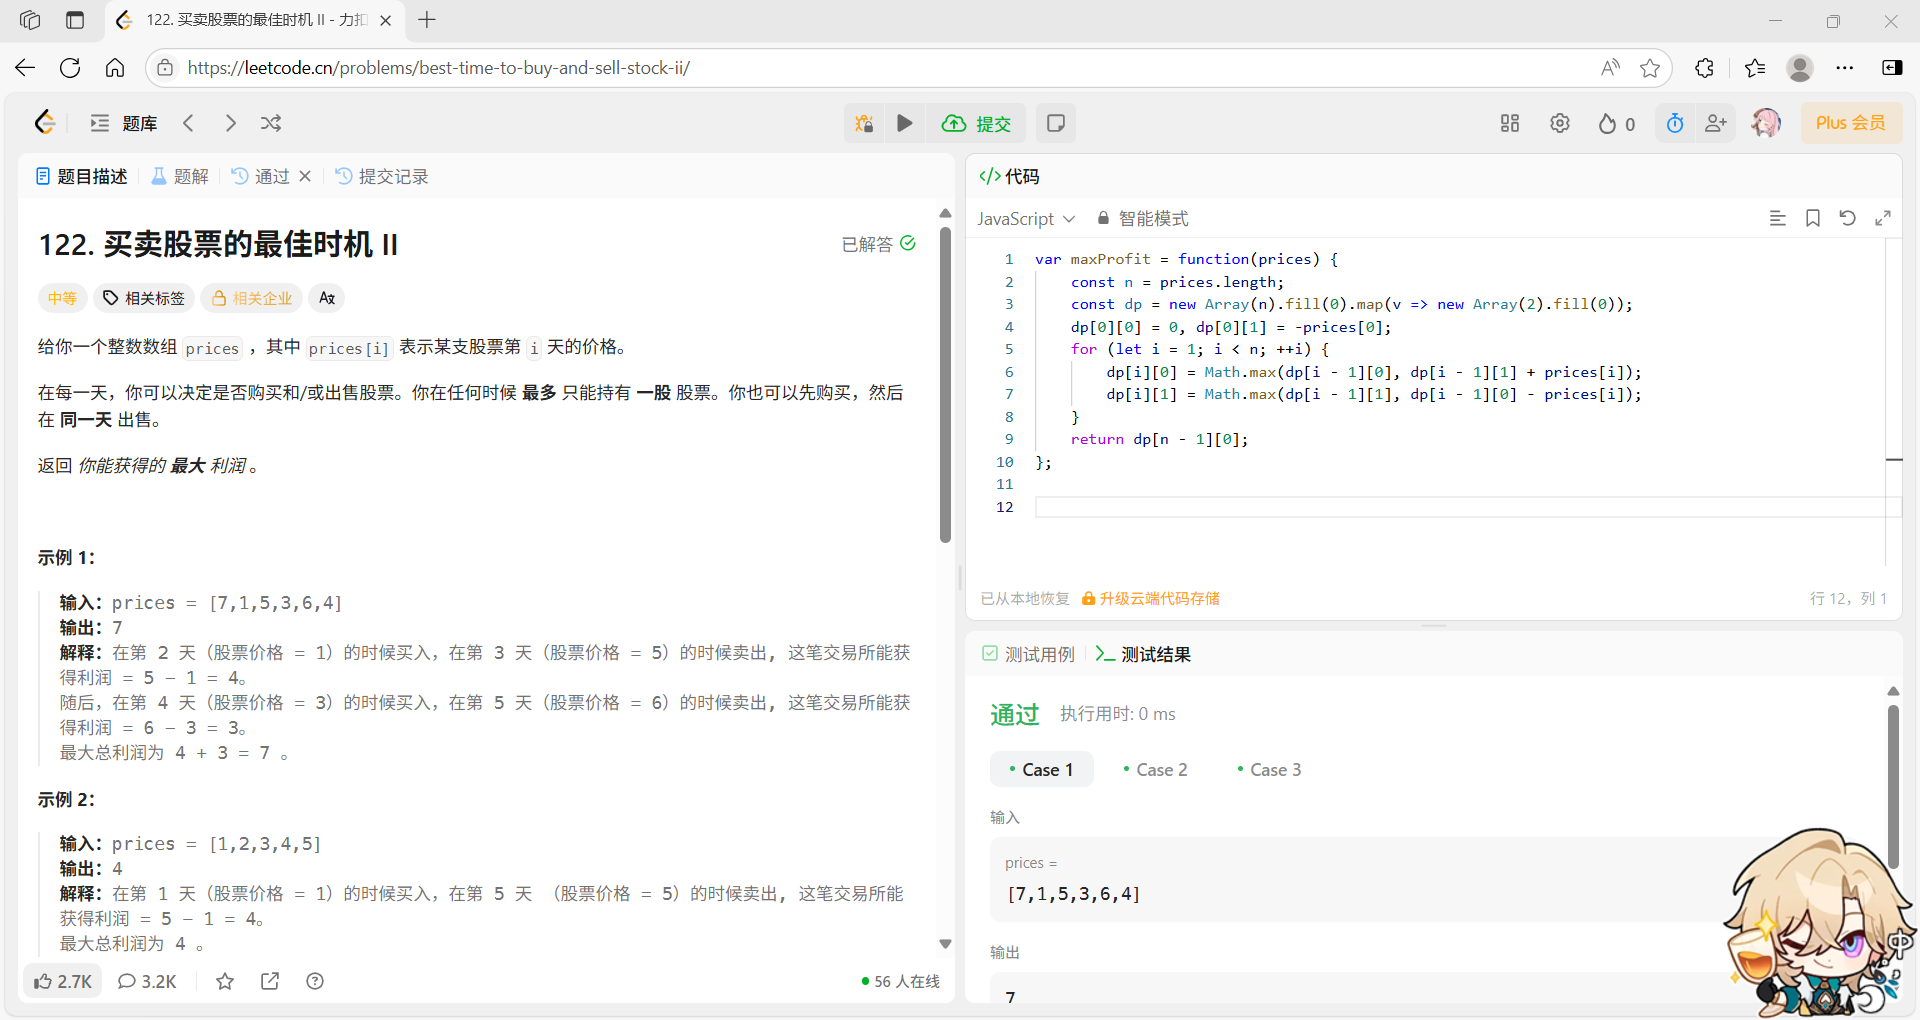 122. 买卖股票的最佳时机 II - 力扣
https://leetcode.cn/problems/best-time-to-buy-and-sell-stock-ii/
题库
提交
0
Plus 会员
题目描述
题解
通过
提交记录
122. 买卖股票的最佳时机 II
已解答
中等
相关标签
相关企业
给你一个整数数组 prices ，其中 prices[i] 表示某支股票第 i 天的价格。
在每一天，你可以决定是否购买和/或出售股票。你在任何时候 最多 只能持有 一股 股票。你也可以先购买，然后
在 同一天 出售。
返回 你能获得的 最大 利润 。
示例 1：
输入：prices = [7,1,5,3,6,4]
输出：7
解释：在第 2 天（股票价格 = 1）的时候买入，在第 3 天（股票价格 = 5）的时候卖出, 这笔交易所能获
得利润 = 5 - 1 = 4。
随后，在第 4 天（股票价格 = 3）的时候买入，在第 5 天（股票价格 = 6）的时候卖出, 这笔交易所能获
得利润 = 6 - 3 = 3。
最大总利润为 4 + 3 = 7 。
示例 2：
输入：prices = [1,2,3,4,5]
输出：4
解释：在第 1 天（股票价格 = 1）的时候买入，在第 5 天 （股票价格 = 5）的时候卖出, 这笔交易所能
获得利润 = 5 - 1 = 4。
最大总利润为 4 。
2.7K
3.2K
56 人在线
</> 代码
JavaScript
智能模式
1 var maxProfit = function(prices) {
2 const n = prices.length;
3 const dp = new Array(n).fill(0).map(v => new Array(2).fill(0));
4 dp[0][0] = 0, dp[0][1] = -prices[0];
5 for (let i = 1; i < n; ++i) {
6 dp[i][0] = Math.max(dp[i - 1][0], dp[i - 1][1] + prices[i]);
7 dp[i][1] = Math.max(dp[i - 1][1], dp[i - 1][0] - prices[i]);
8 }
9 return dp[n - 1][0];
10 };
11
12
已从本地恢复
升级云端代码存储
行 12，列 1
测试用例
测试结果
通过
执行用时: 0 ms
Case 1
Case 2
Case 3
输入
prices =
[7,1,5,3,6,4]
输出
7
中